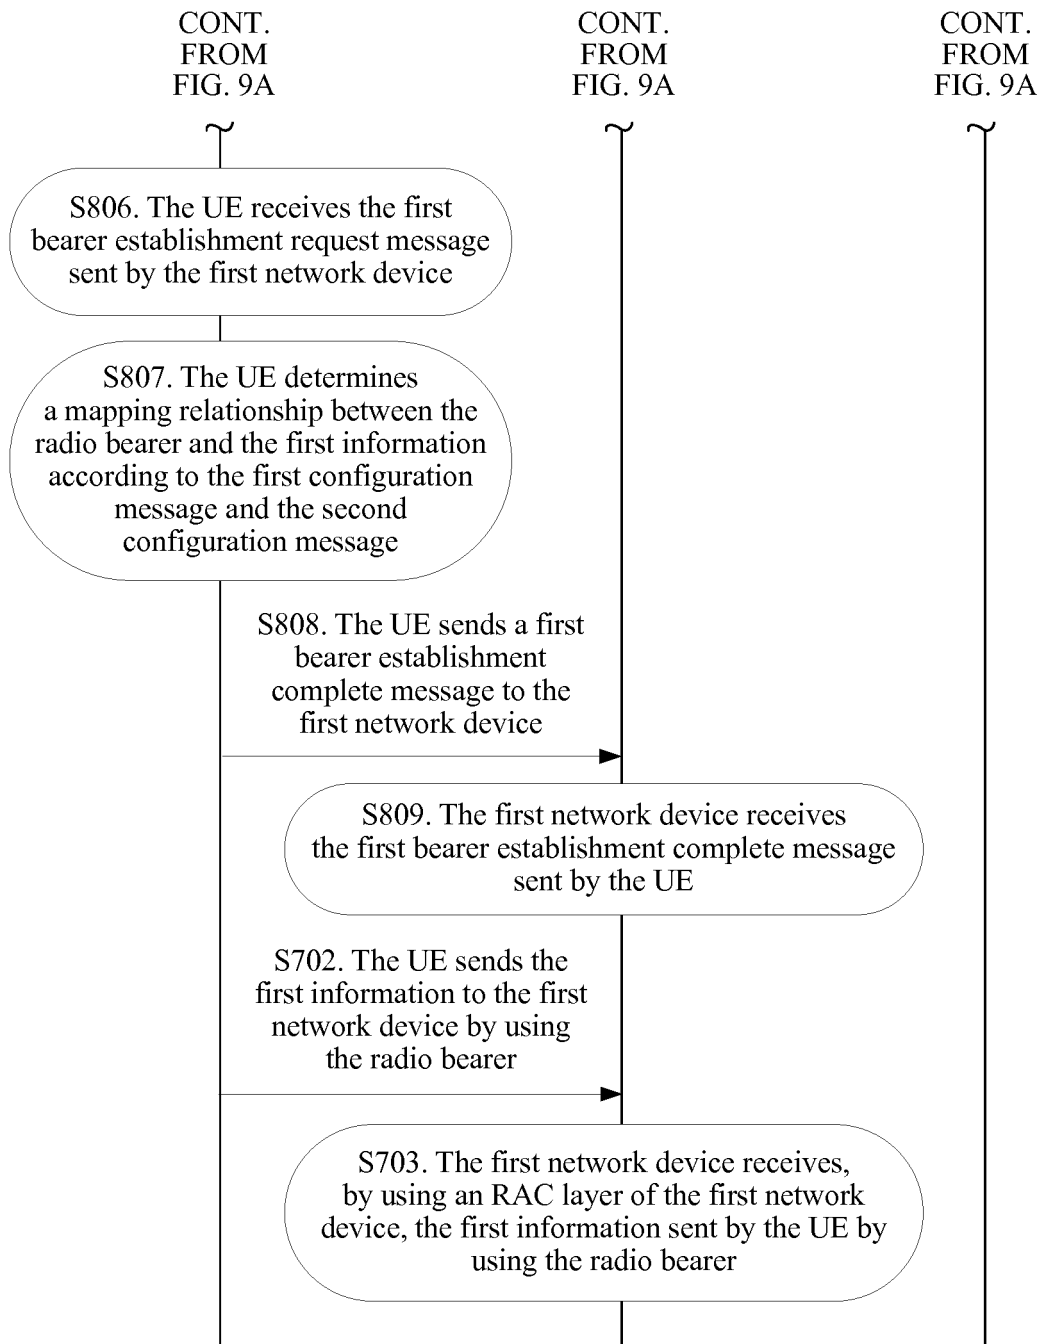 CONT.
FROM
FIG. 9A
CONT.
FROM
FIG. 9A
CONT.
FROM
FIG. 9A
S806. The UE receives the first
bearer establishment request message
sent by the first network device
S807. The UE determines
a mapping relationship between the
radio bearer and the first information
according to the first configuration
message and the second
configuration message
S808. The UE sends a first
bearer establishment
complete message to the
first network device
S809. The first network device receives
the first bearer establishment complete message
sent by the UE
S702. The UE sends the
first information to the first
network device by using
the radio bearer
S703. The first network device receives,
by using an RAC layer of the first network
device, the first information sent by the UE by
using the radio bearer